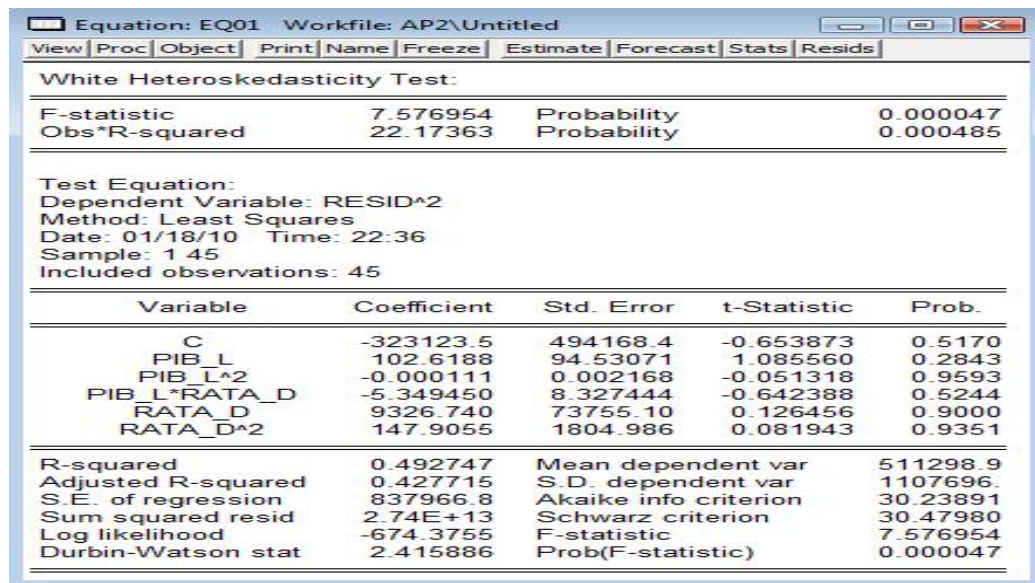 Equation: EQ01 Workfile: AP2\Untitled
View Proc Object Print Name Freeze Estimate Forecast Stats Resids
White Heteroskedasticity Test:
F-statistic 7.576954 Probability 0.000047
Obs*R-squared 22.17363 Probability 0.000485
Test Equation:
Dependent Variable: RESID^2
Method: Least Squares
Date: 01/18/10 Time: 22:36
Sample: 1 45
Included observations: 45
Variable Coefficient Std. Error t-Statistic Prob.
C -323123.5 494168.4 -0.653873 0.5170
PIB_L 102.6188 94.53071 1.085560 0.2843
PIB_L^2 -0.000111 0.002168 -0.051318 0.9593
PIB_L*RATA_D -5.349450 8.327444 -0.642388 0.5244
RATA_D 9326.740 73755.10 0.126456 0.9000
RATA_D^2 147.9055 1804.986 0.081943 0.9351
R-squared 0.492747 Mean dependent var 511298.9
Adjusted R-squared 0.427715 S.D. dependent var 1107696.
S.E. of regression 837966.8 Akaike info criterion 30.23891
Sum squared resid 2.74E+13 Schwarz criterion 30.47980
Log likelihood -674.3755 F-statistic 7.576954
Durbin-Watson stat 2.415886 Prob(F-statistic) 0.000047